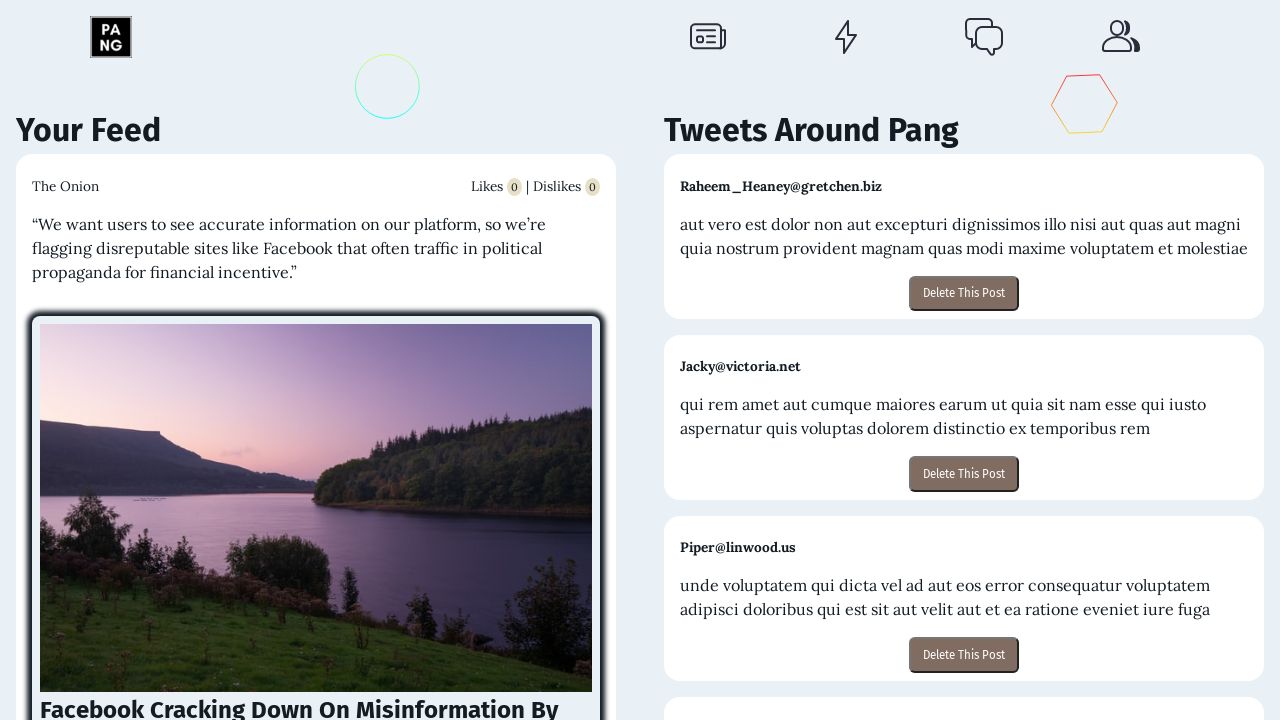 PA
NG
Your Feed
The Onion
Likes 0 | Dislikes 0
“We want users to see accurate information on our platform, so we’re
flagging disreputable sites like Facebook that often traffic in political
propaganda for financial incentive.”
Facebook Cracking Down On Misinformation By
Tweets Around Pang
Raheem_Heaney@gretchen.biz
aut vero est dolor non aut excepturi dignissimos illo nisi aut quas aut magni
quia nostrum provident magnam quas modi maxime voluptatem et molestiae
Delete This Post
Jacky@victoria.net
qui rem amet aut cumque maiores earum ut quia sit nam esse qui iusto
aspernatur quis voluptas dolorem distinctio ex temporibus rem
Delete This Post
Piper@linwood.us
unde voluptatem qui dicta vel ad aut eos error consequatur voluptatem
adipisci doloribus qui est sit aut velit aut et ea ratione eveniet iure fuga
Delete This Post